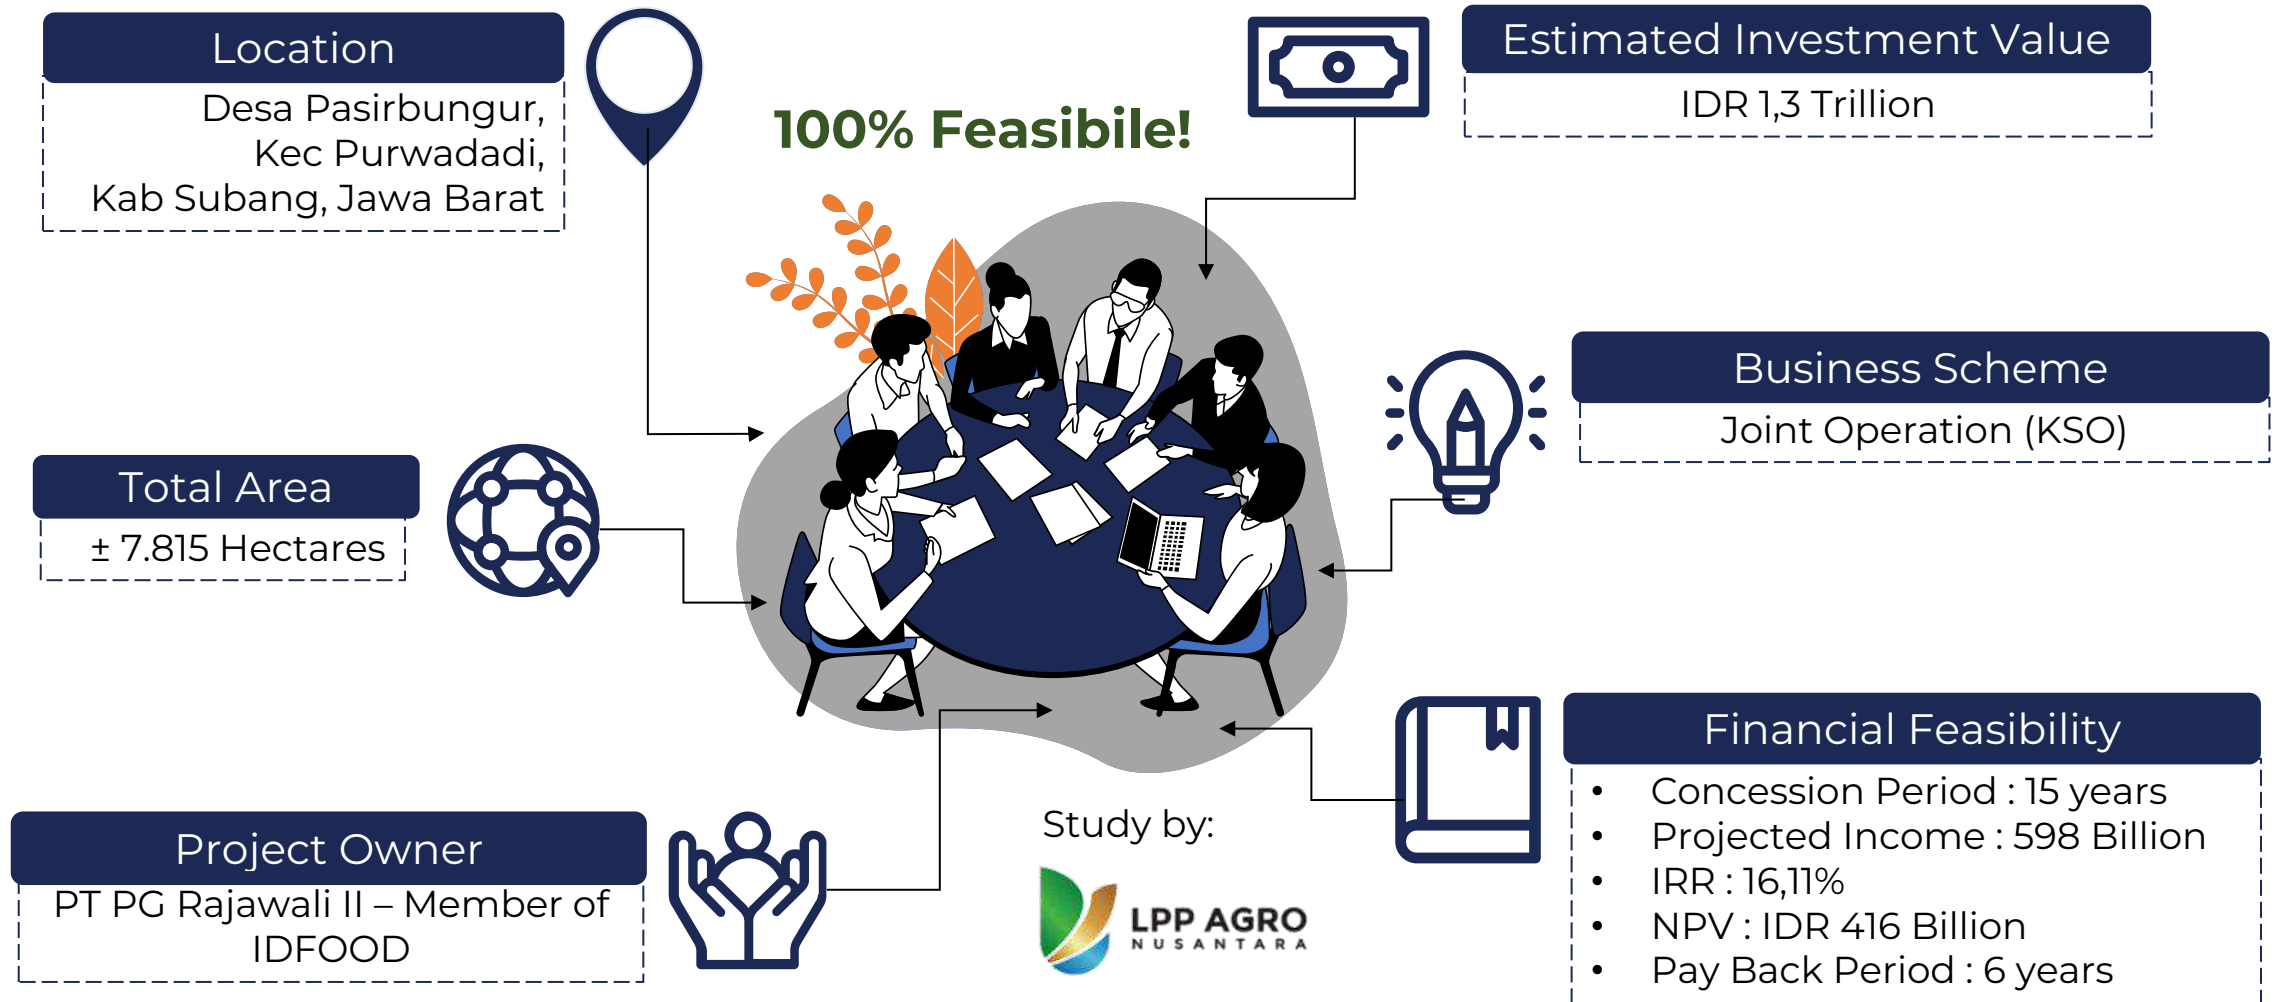 Location
Desa Pasirbungur,
Kec Purwadadi,
Kab Subang, Jawa Barat
100% Feasibile!
Estimated Investment Value
IDR 1,3 Trillion
Business Scheme
Joint Operation (KSO)
Total Area
± 7.815 Hectares
Project Owner
PT PG Rajawali II – Member of
IDFOOD
Study by:
LPP AGRO
NUSANTARA
Financial Feasibility
• Concession Period : 15 years
• Projected Income : 598 Billion
• IRR : 16,11%
• NPV : IDR 416 Billion
• Pay Back Period : 6 years